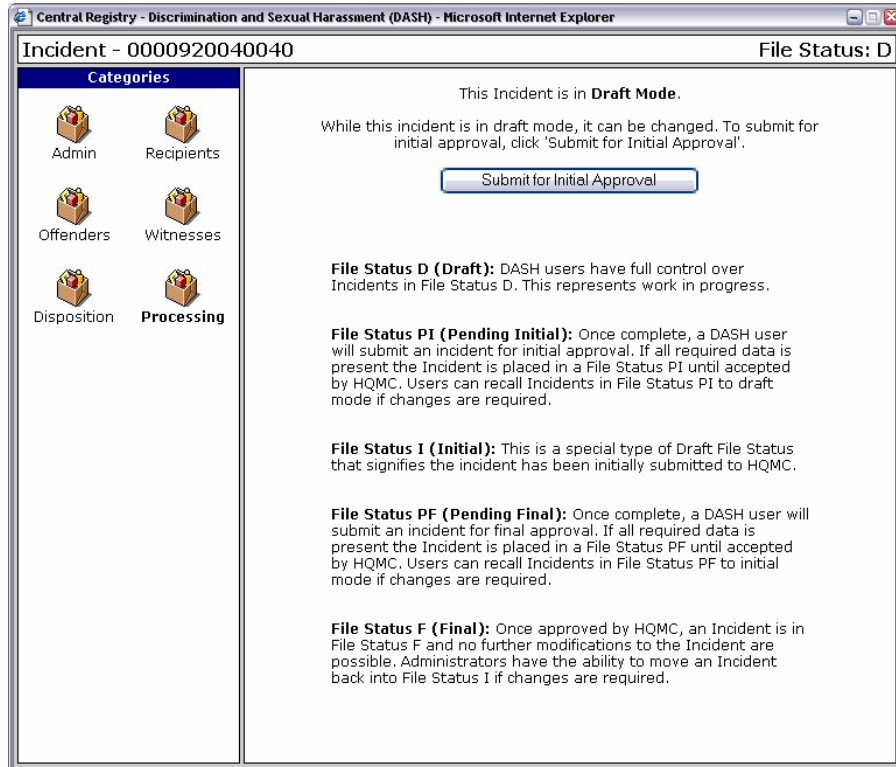 Central Registry - Discrimination and Sexual Harassment (DASH) - Microsoft Internet Explorer
Incident - 0000920040040
File Status: D
Categories
Admin
Recipients
Offenders
Witnesses
Disposition
Processing
This Incident is in Draft Mode.
While this incident is in draft mode, it can be changed. To submit for
initial approval, click 'Submit for Initial Approval'.
Submit for Initial Approval
File Status D (Draft): DASH users have full control over
Incidents in File Status D. This represents work in progress.
File Status PI (Pending Initial): Once complete, a DASH user
will submit an incident for initial approval. If all required data is
present the Incident is placed in a File Status PI until accepted
by HQMC. Users can recall Incidents in File Status PI to draft
mode if changes are required.
File Status I (Initial): This is a special type of Draft File Status
that signifies the incident has been initially submitted to HQMC.
File Status PF (Pending Final): Once complete, a DASH user will
submit an incident for final approval. If all required data is
present the Incident is placed in a File Status PF until accepted
by HQMC. Users can recall Incidents in File Status PF to initial
mode if changes are required.
File Status F (Final): Once approved by HQMC, an Incident is in
File Status F and no further modifications to the Incident are
possible. Administrators have the ability to move an Incident
back into File Status I if changes are required.